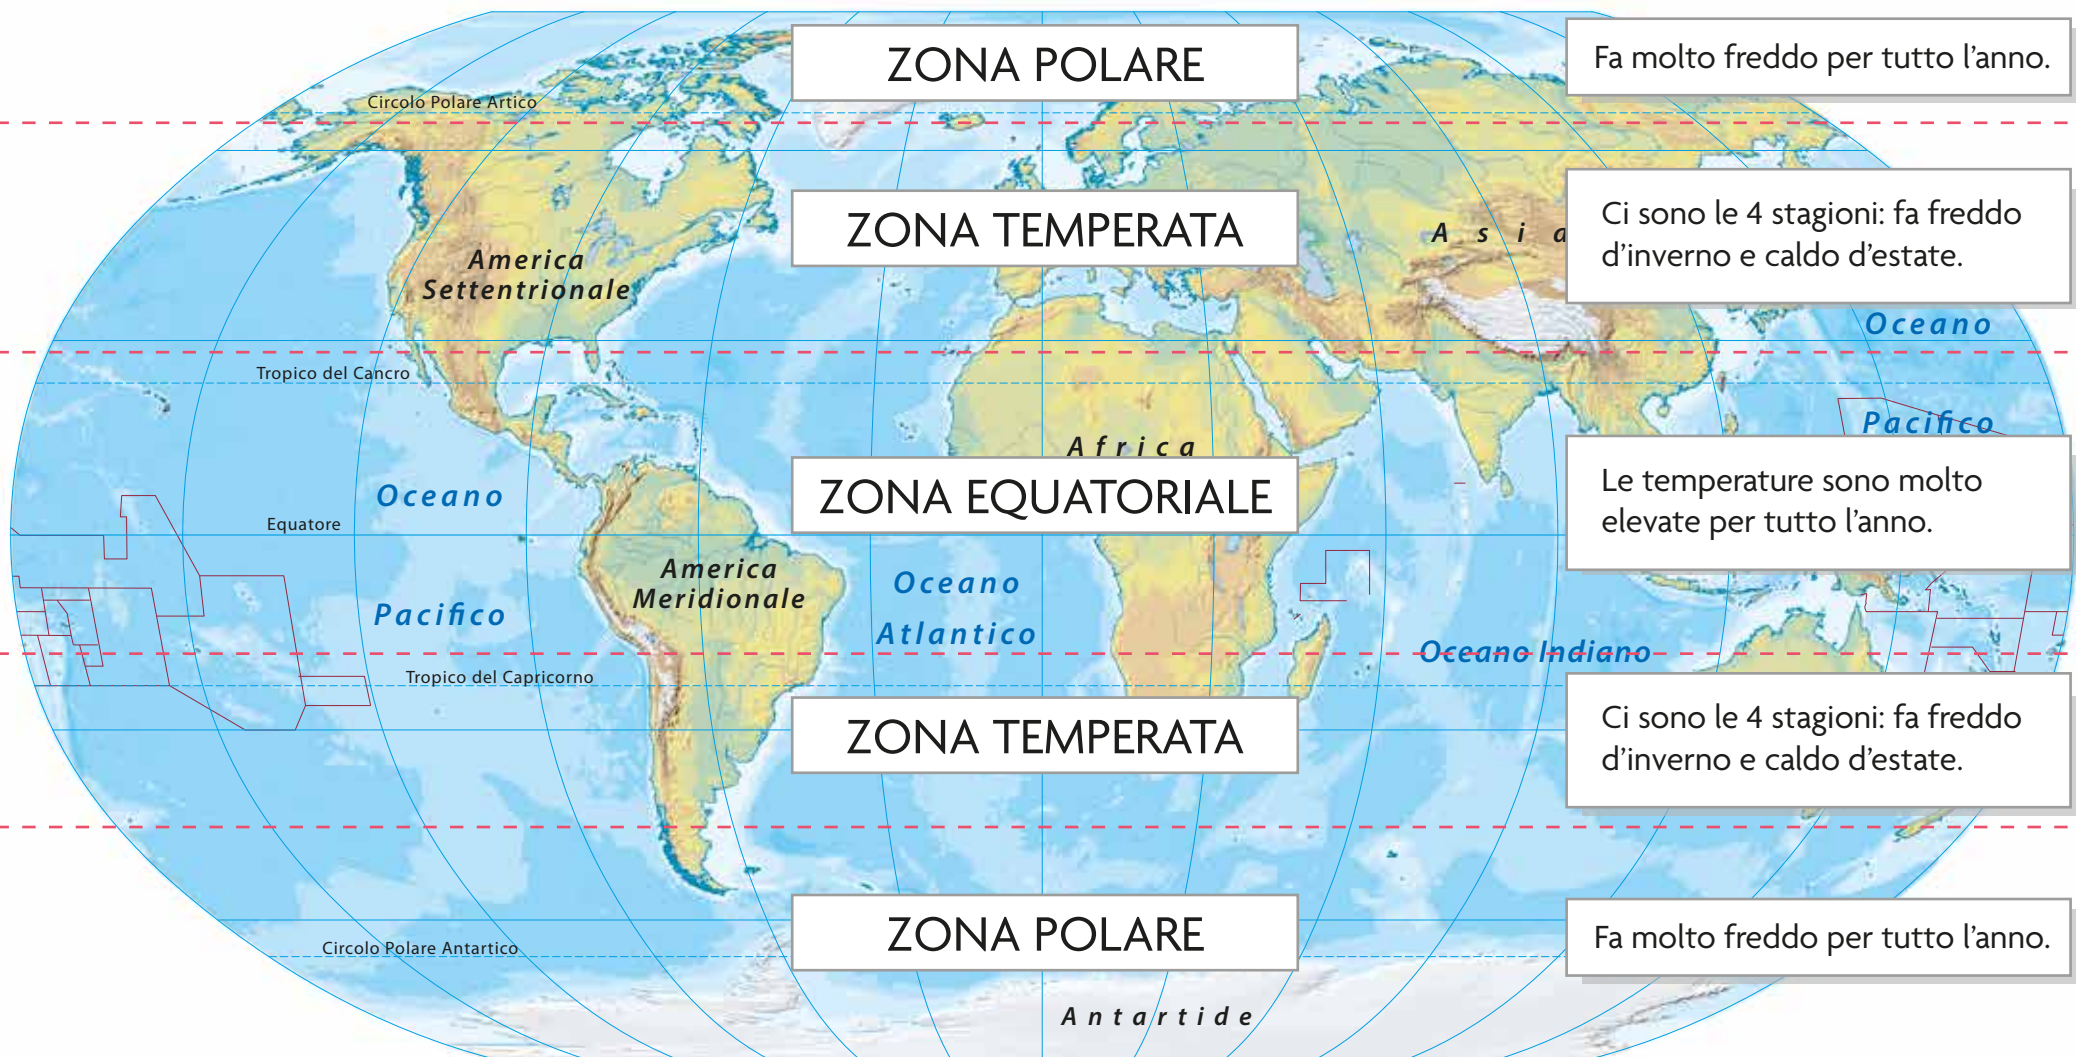 ZONA POLARE
Fa molto freddo per tutto l’anno.
Circolo Polare Artico
ZONA TEMPERATA
Ci sono le 4 stagioni: fa freddo
d’inverno e caldo d’estate.
Asia
America
Settentrionale
Oceano
Pacifico
Tropico del Cancro
Africa
ZONA EQUATORIALE
Le temperature sono molto
elevate per tutto l’anno.
Oceano
Pacifico
Equatore
America
Meridionale
Oceano
Atlantico
Oceano Indiano
Tropico del Capricorno
ZONA TEMPERATA
Ci sono le 4 stagioni: fa freddo
d’inverno e caldo d’estate.
ZONA POLARE
Fa molto freddo per tutto l’anno.
Circolo Polare Antartico
Antartide